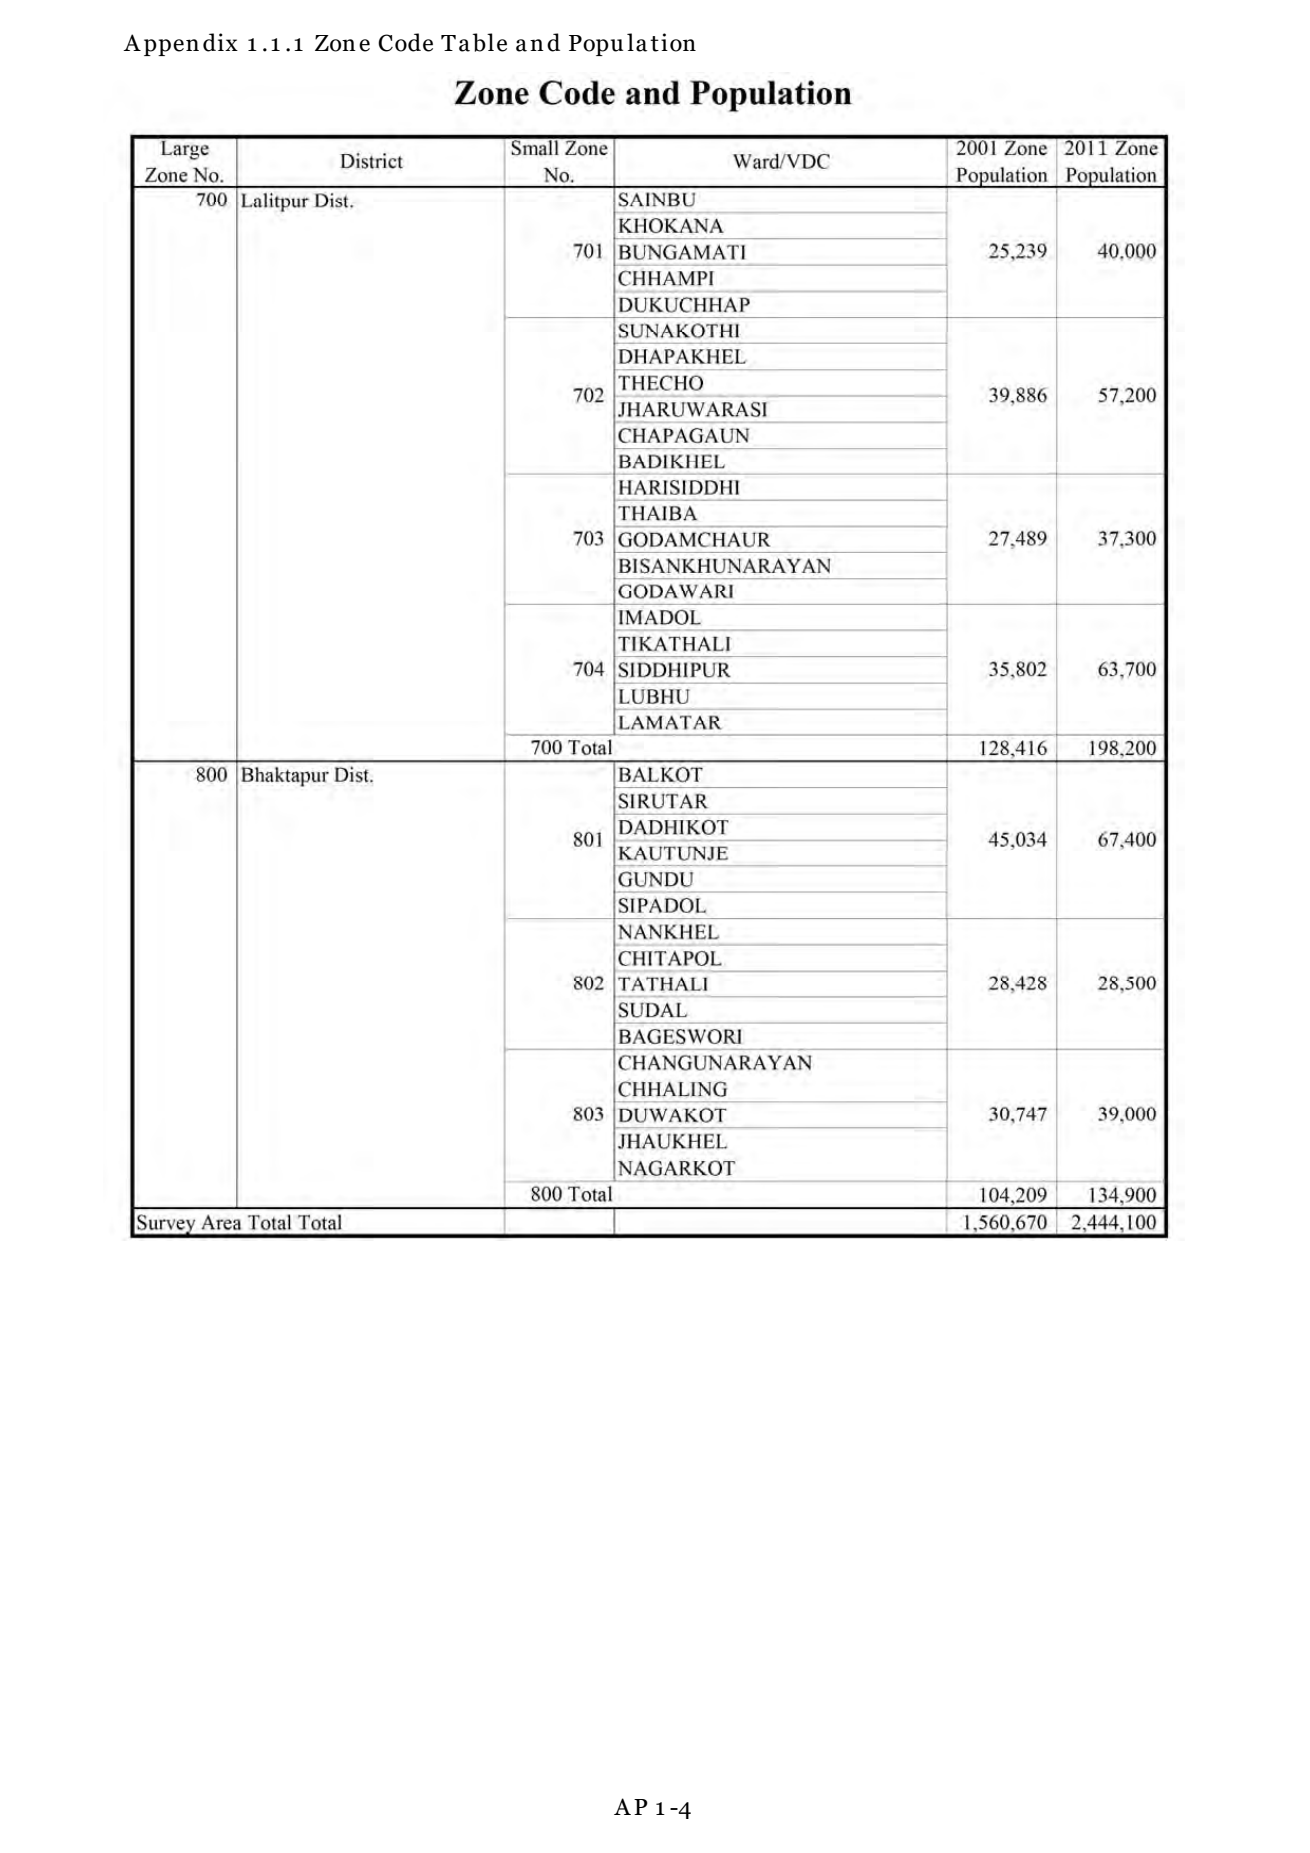 Appendix 1.1.1 Zone Code Table and Population
Zone Code and Population
Large Zone No. District Small Zone No. Ward/VDC 2001 Zone Population 2011 Zone Population
700 Lalitpur Dist. SAINBU
KHOKANA
701 BUNGAMATI 25,239 40,000
CHHAMPI
DUKUCHHAP
SUNAKOTHI
DHAPAKHEL
THECHO
702 39,886 57,200
JHARUWARASI
CHAPAGAUN
BADIKHEL
HARISIDDHI
THAIBA
703 GODAMCHAUR 27,489 37,300
BISANKHUNARAYAN
GODAWARI
IMADOL
TIKATHALI
704 SIDDHIPUR 35,802 63,700
LUBHU
LAMATAR
700 Total 128,416 198,200
800 Bhaktapur Dist. BALKOT
SIRUTAR
DADHIKOT
801 45,034 67,400
KAUTUNJE
GUNDU
SIPADOL
NANKHEL
CHITAPOL
802 TATHALI 28,428 28,500
SUDAL
BAGESWORI
CHANGUNARAYAN
CHHALING
803 DUWAKOT 30,747 39,000
JHAUKHEL
NAGARKOT
800 Total 104,209 134,900
Survey Area Total Total 1,560,670 2,444,100
AP 1-4